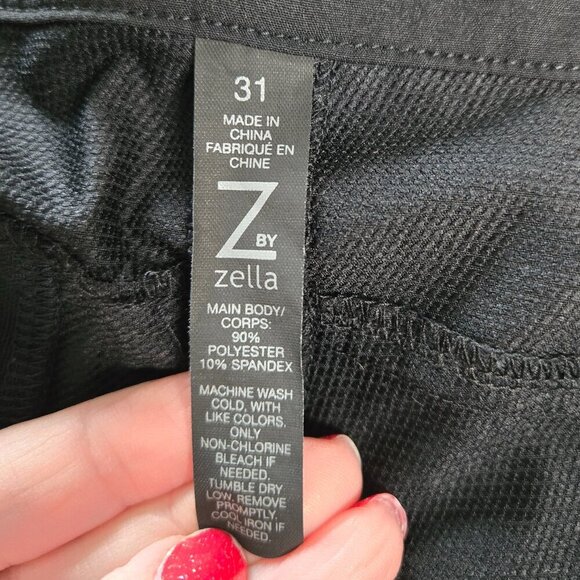 31
MADE IN
CHINA
FABRIQUÉ EN
CHINE
Z BY
zella
MAIN BODY/
CORPS:
90%
POLYESTER
10% SPANDEX
MACHINE WASH
COLD, WITH
LIKE COLORS.
ONLY
NON-CHLORINE
BLEACH IF
NEEDED.
TUMBLE DRY
LOW. REMOVE
PROMPTLY.
COOL IRON IF
NEEDED.